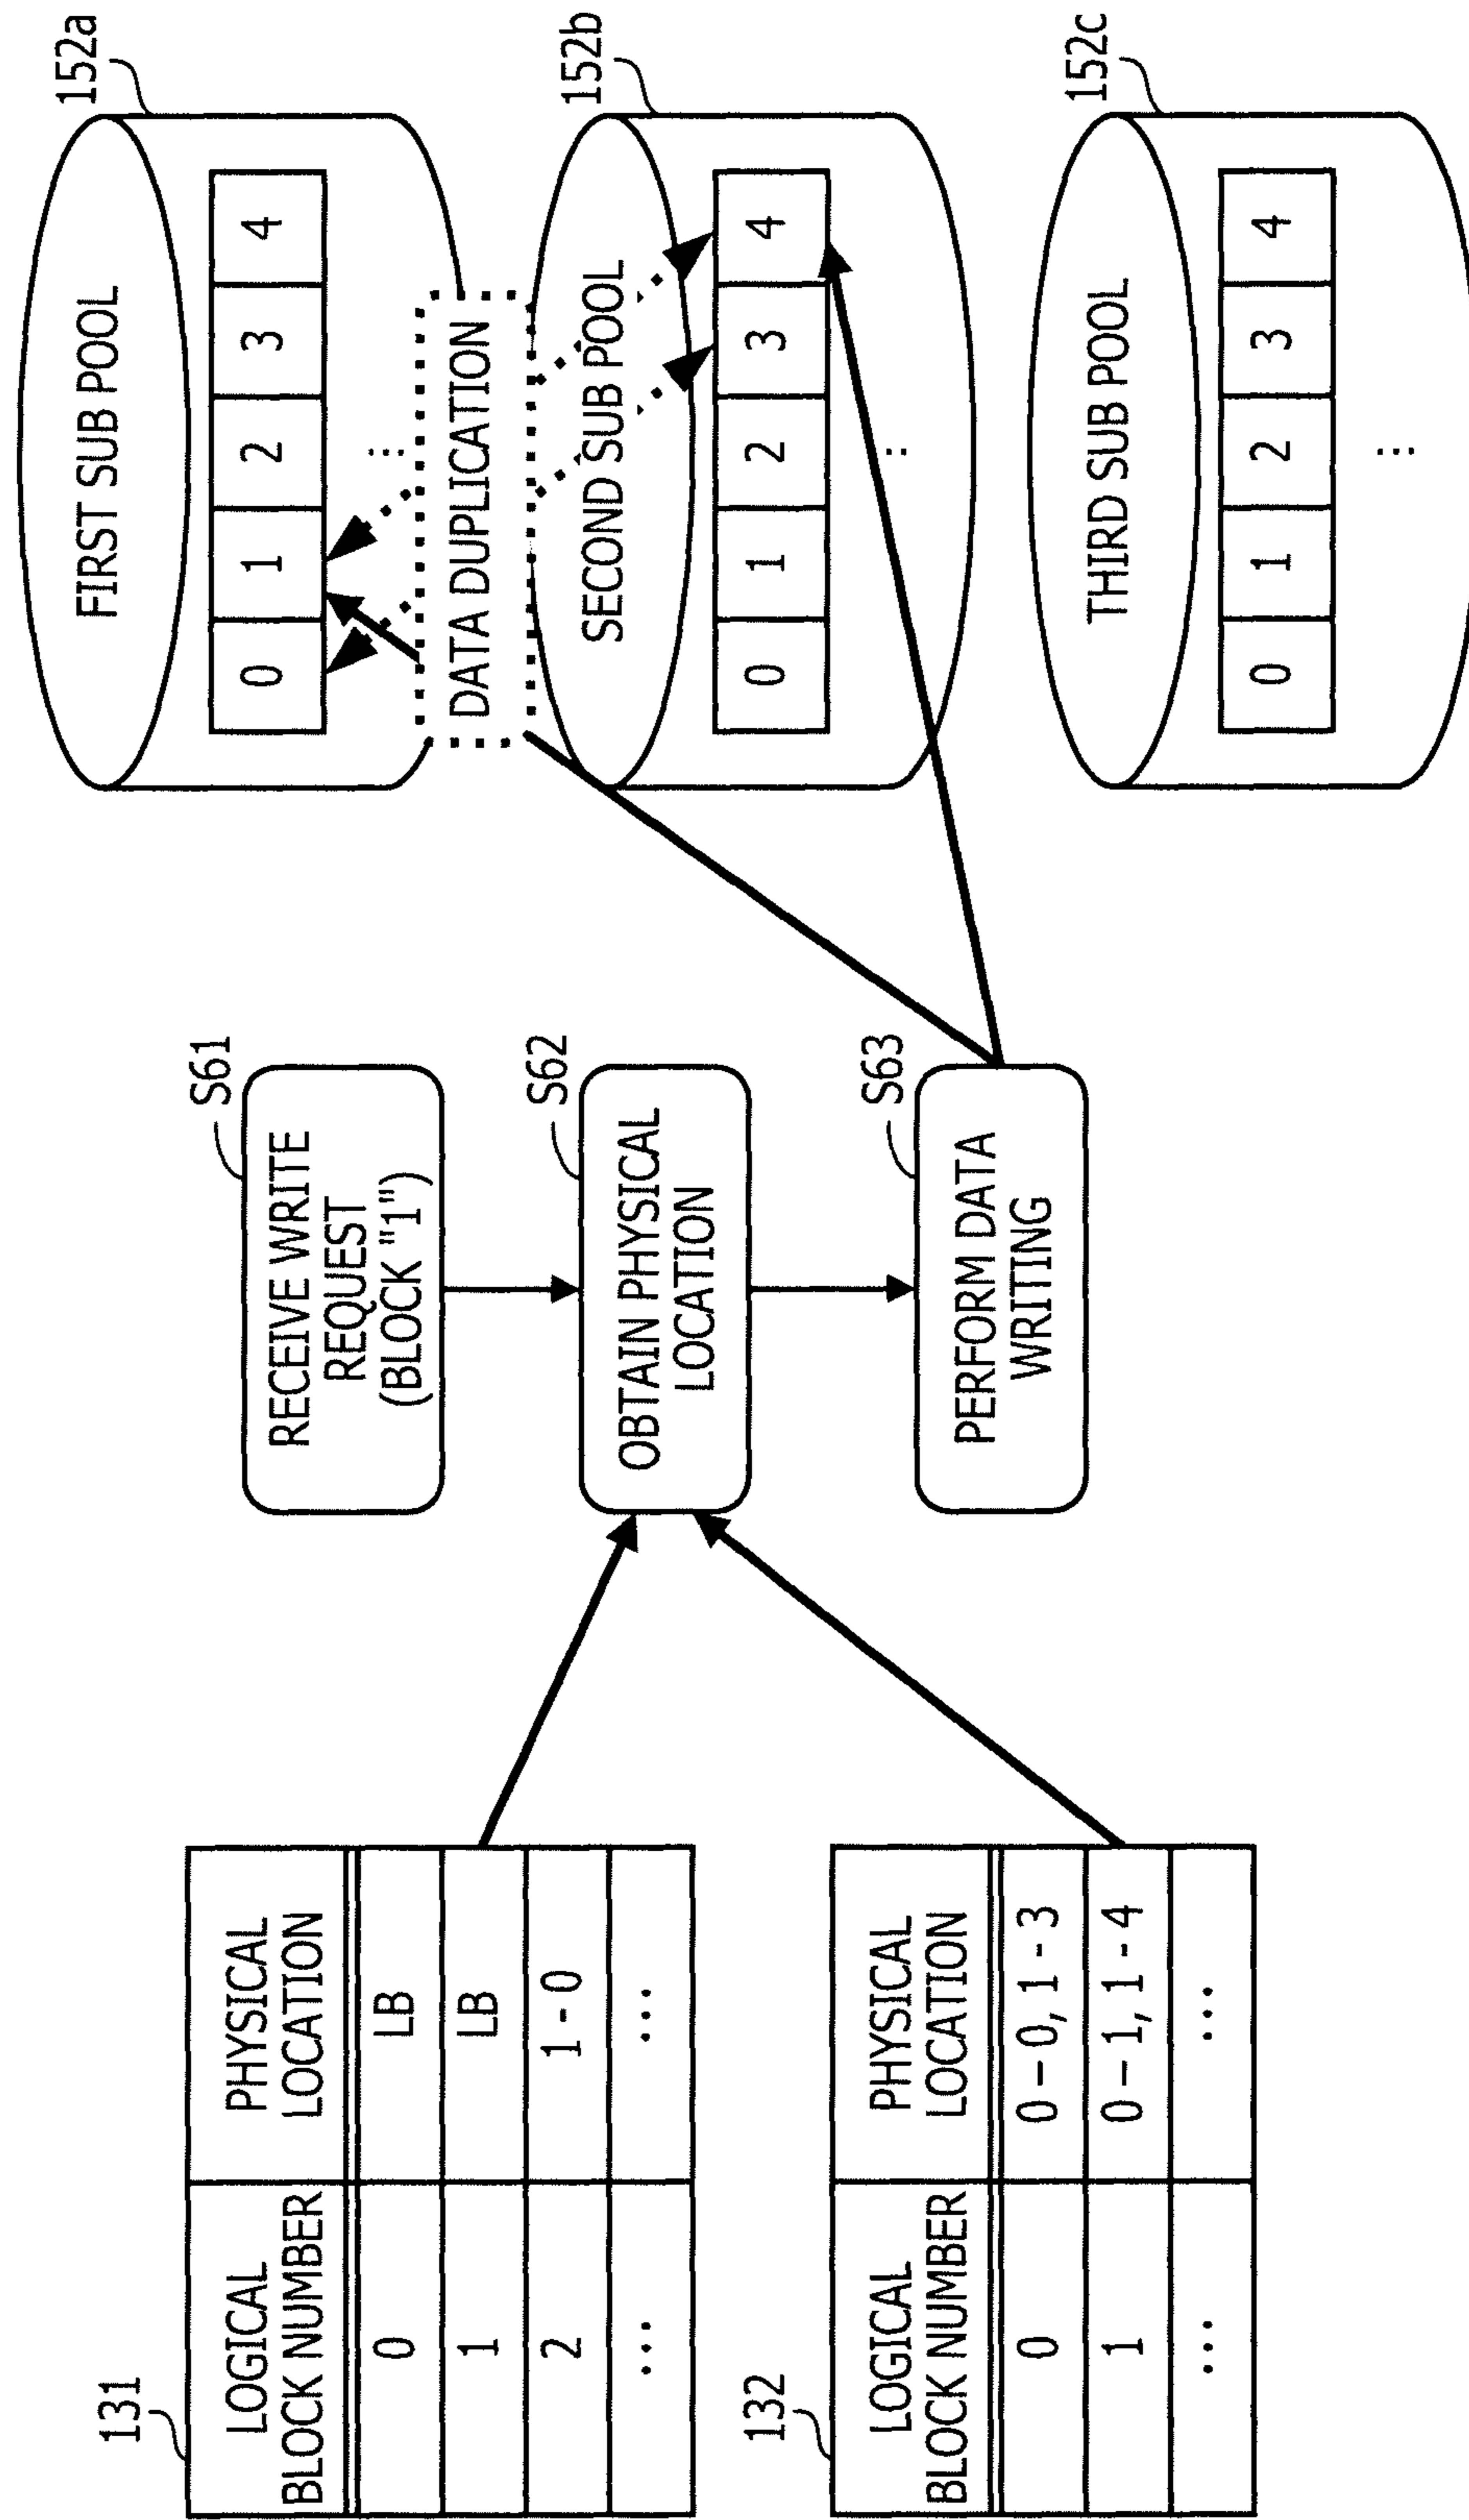 131
LOGICAL
BLOCK NUMBER
PHYSICAL
LOCATION
0
LB
1
LB
2
1-0
...
...
132
LOGICAL
BLOCK NUMBER
PHYSICAL
LOCATION
0
0-0, 1-3
1
0-1, 1-4
...
...
S61
RECEIVE WRITE
REQUEST
(BLOCK "1")
S62
OBTAIN PHYSICAL
LOCATION
S63
PERFORM DATA
WRITING
152a
FIRST SUB POOL
0 1 2 3 4
...
DATA DUPLICATION
152b
SECOND SUB POOL
0 1 2 3 4
...
152c
THIRD SUB POOL
0 1 2 3 4
...